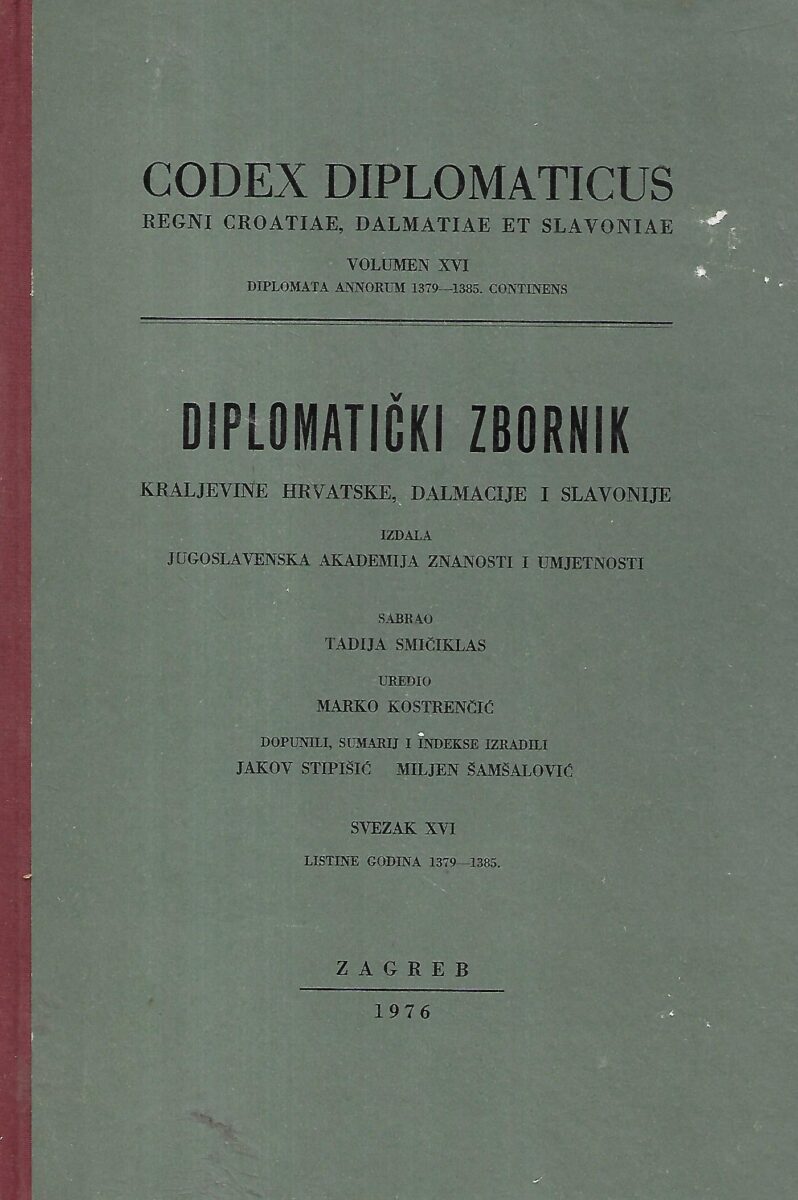 CODEX DIPLOMATICUS
REGNI CROATIAE, DALMATIAE ET SLAVONIAE
VOLUMEN XVI
DIPLOMATA ANNORUM 1379—1385. CONTINENS
DIPLOMATIČKI ZBORNIK
KRALJEVINE HRVATSKE, DALMACIJE I SLAVONIJE
IZDALA
JUGOSLAVENSKA AKADEMIJA ZNANOSTI I UMJETNOSTI
SABRAO
TADIJA SMIČIKLAS
UREDIO
MARKO KOSTRENČIĆ
DOPUNILI, SUMARIJ I INDEKSE IZRADILI
JAKOV STIPIŠIĆ MILJEN ŠAMŠALOVIĆ
SVEZAK XVI
LISTINE GODINA 1379—1385.
ZAGREB
1976